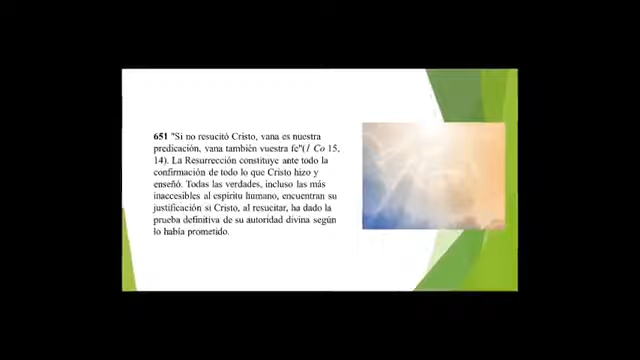 651 "Si no resucitó Cristo, vana es nuestra
predicación, vana también vuestra fe"(1 Co 15,
14). La Resurrección constituye ante todo la
confirmación de todo lo que Cristo hizo y
enseñó. Todas las verdades, incluso las más
inaccesibles al espíritu humano, encuentran su
justificación si Cristo, al resucitar, ha dado la
prueba definitiva de su autoridad divina según
lo había prometido.